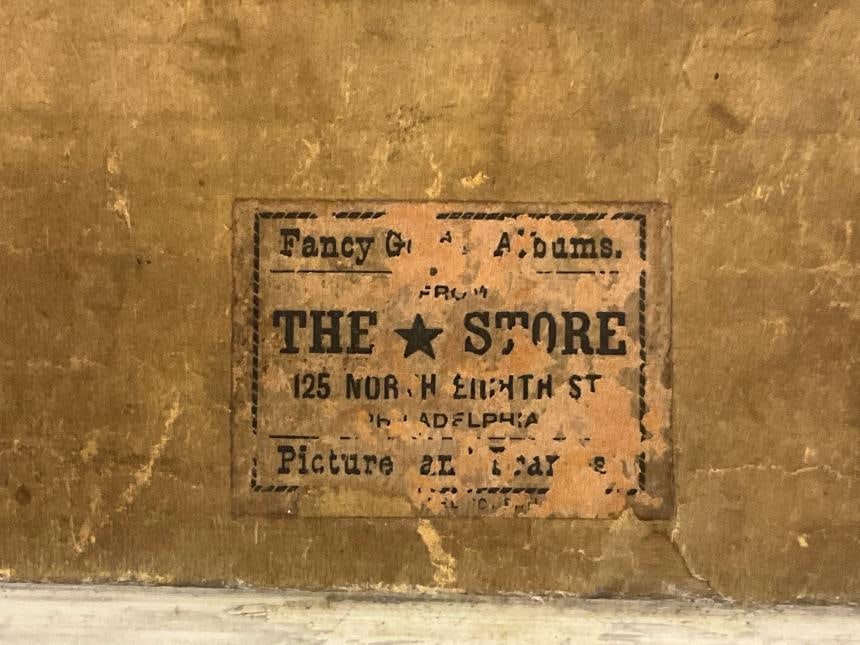 Fancy Albums.
FROM
THE ★ STORE
125 NORTH EIGHTH ST
PHILADELPHIA
Picture